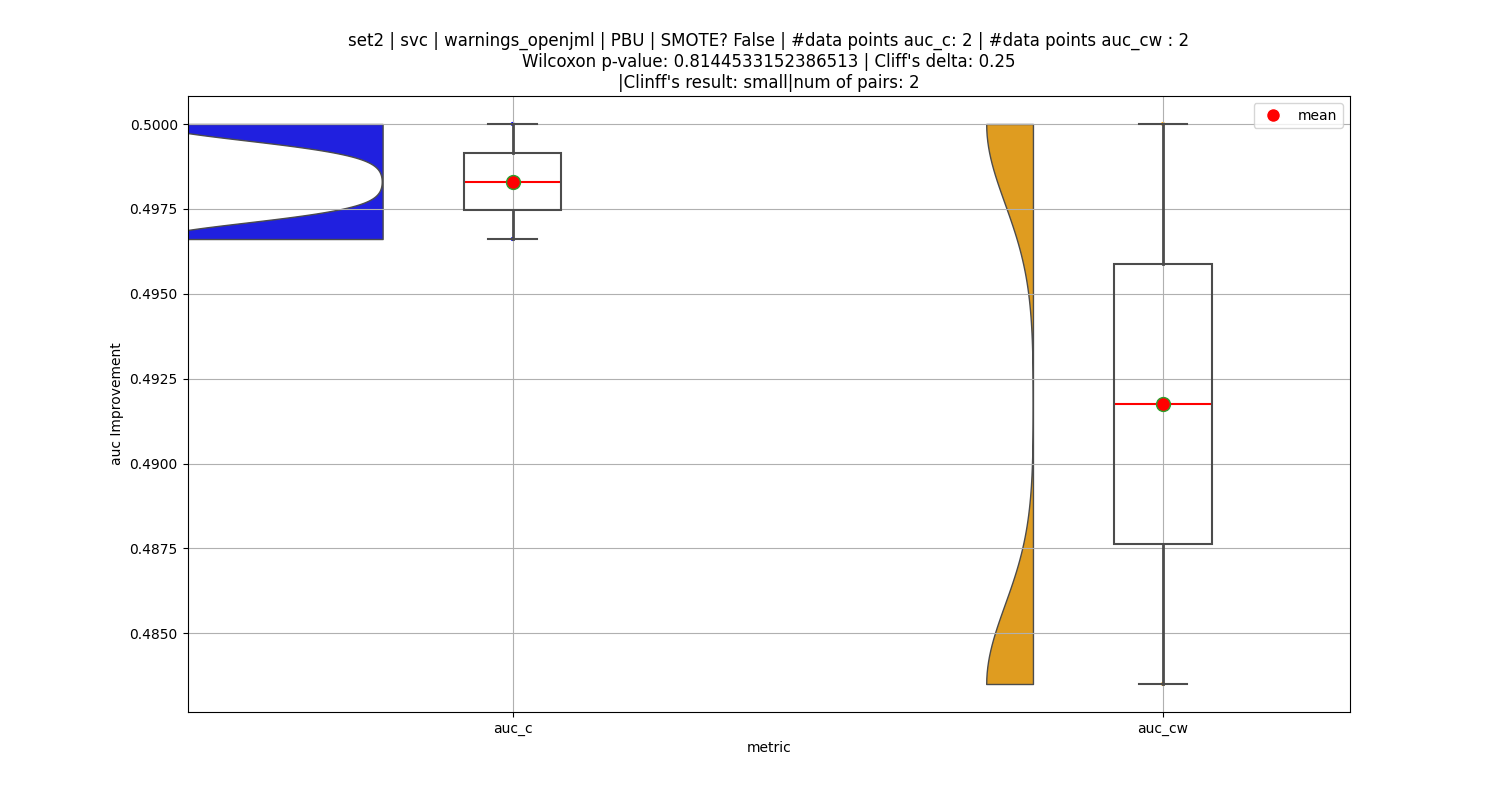 set2 | svc | warnings_openjml | PBU | SMOTE? False | #data points auc_c: 2 | #data points auc_cw : 2
Wilcoxon p-value: 0.8144533152386513 | Cliff's delta: 0.25
|Clinff's result: small|num of pairs: 2
mean
0.5000
0.4975
0.4950
0.4925
0.4900
0.4875
0.4850
auc Improvement
auc_c
auc_cw
metric